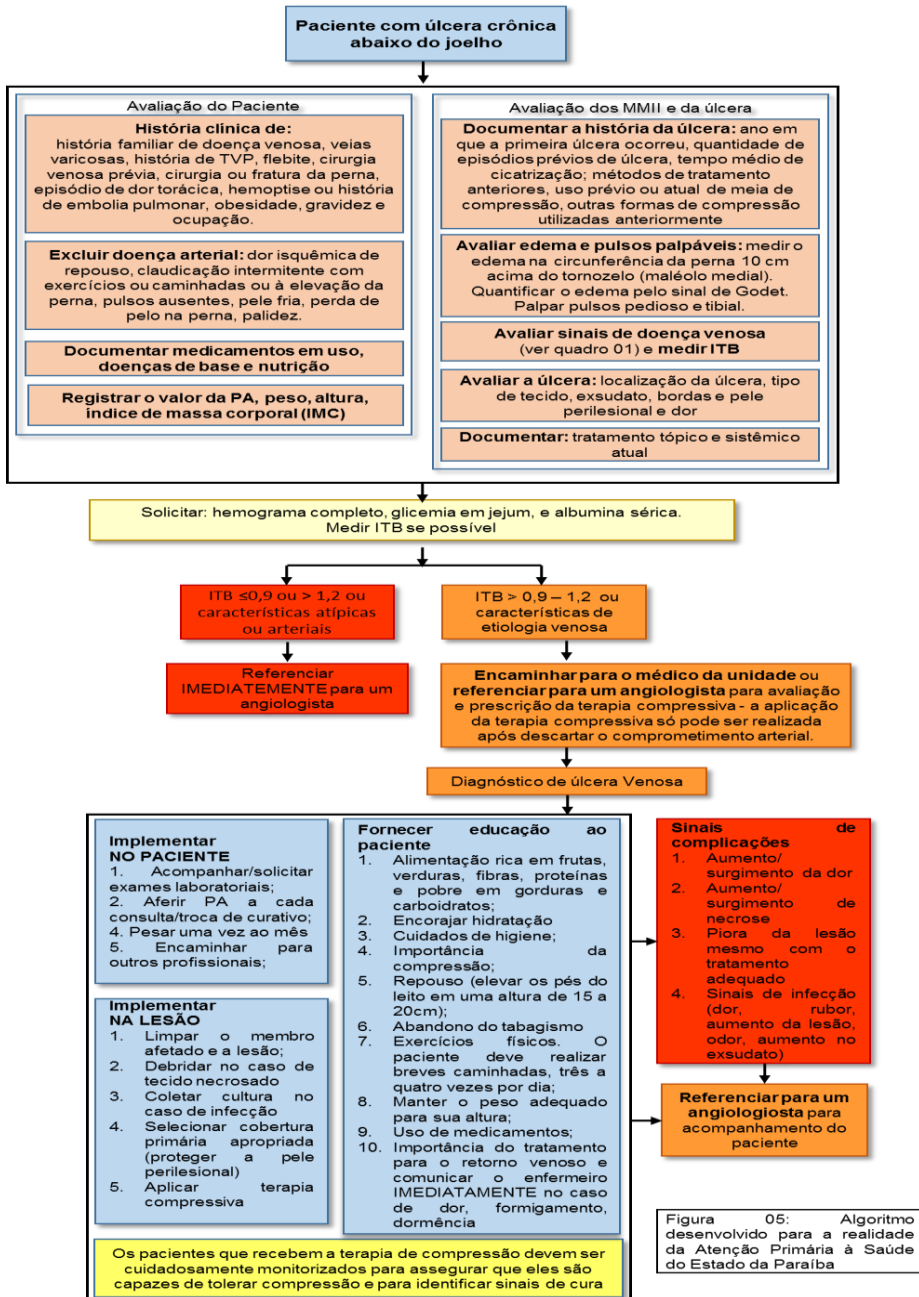 Paciente com úlcera crônica
abaixo do joelho
Avaliação do Paciente
História clínica de:
história familiar de doença venosa, veias
varicosas, história de TVP, flebite, cirurgia
venosa prévia, cirurgia ou fratura da perna,
episódio de dor torácica, hemoptise ou história
de embolia pulmonar, obesidade, gravidez e
ocupação.
Excluir doença arterial: dor isquêmica de
repouso, claudicação intermitente com
exercícios ou caminhadas ou à elevação da
perna, pulsos ausentes, pele fria, perda de
pelo na perna, palidez.
Documentar medicamentos em uso,
doenças de base e nutrição
Registrar o valor da PA, peso, altura,
índice de massa corporal (IMC)
Avaliação dos MMII e da úlcera
Documentar a história da úlcera: ano em
que a primeira úlcera ocorreu, quantidade de
episódios prévios de úlcera, tempo médio de
cicatrização; métodos de tratamento
anteriores, uso prévio ou atual de meia de
compressão, outras formas de compressão
utilizadas anteriormente
Avaliar edema e pulsos palpáveis: medir o
edema na circunferência da perna 10 cm
acima do tornozelo (maléolo medial).
Quantificar o edema pelo sinal de Godet.
Palpar pulsos pedioso e tibial.
Avaliar sinais de doença venosa
(ver quadro 01) e medir ITB
Avaliar a úlcera: localização da úlcera, tipo
de tecido, exsudato, bordas e pele
perilesional e dor
Documentar: tratamento tópico e sistêmico
atual
Solicitar: hemograma completo, glicemia em jejum, e albumina sérica.
Medir ITB se possível
ITB ≤0,9 ou > 1,2 ou
características atípicas
ou arteriais
Referenciar
IMEDIATEMENTE para um
angiologista
ITB > 0,9 – 1,2 ou
características de
etiologia venosa
Encaminhar para o médico da unidade ou
referenciar para um angiologista para avaliação
e prescrição da terapia compressiva - a aplicação
da terapia compressiva só pode ser realizada
após descartar o comprometimento arterial.
Diagnóstico de úlcera Venosa
Implementar
NO PACIENTE
1. Acompanhar/solicitar
exames laboratoriais;
2. Aferir PA a cada
consulta/troca de curativo;
4. Pesar uma vez ao mês
5. Encaminhar para
outros profissionais;
Implementar
NA LESÃO
1. Limpar o membro
afetado e a lesão;
2. Debridar no caso de
tecido necrosado
3. Coletar cultura no
caso de infecção
4. Selecionar cobertura
primária apropriada
(proteger a pele
perilesional)
5. Aplicar terapia
compressiva
Fornecer educação ao
paciente
1. Alimentação rica em frutas,
verduras, fibras, proteínas
e pobre em gorduras e
carboidratos;
2. Encorajar hidratação
3. Cuidados de higiene;
4. Importância da
compressão;
5. Repouso (elevar os pés do
leito em uma altura de 15 a
20cm);
6. Abandono do tabagismo
7. Exercícios físicos. O
paciente deve realizar
breves caminhadas, três a
quatro vezes por dia;
8. Manter o peso adequado
para sua altura;
9. Uso de medicamentos;
10. Importância do tratamento
para o retorno venoso e
comunicar o enfermeiro
IMEDIATAMENTE no caso
de dor, formigamento,
dormência
Os pacientes que recebem a terapia de compressão devem ser
cuidadosamente monitorizados para assegurar que eles são
capazes de tolerar compressão e para identificar sinais de cura
Sinais de
complicações
1. Aumento/
surgimento da dor
2. Aumento/
surgimento de
necrose
3. Piora da lesão
mesmo com o
tratamento
adequado
4. Sinais de infecção
(dor, rubor,
aumento da lesão,
odor, aumento no
exsudato)
Referenciar para um
angiologiosta para
acompanhamento do
paciente
Figura 05: Algoritmo
desenvolvido para a realidade
da Atenção Primária à Saúde
do Estado da Paraíba